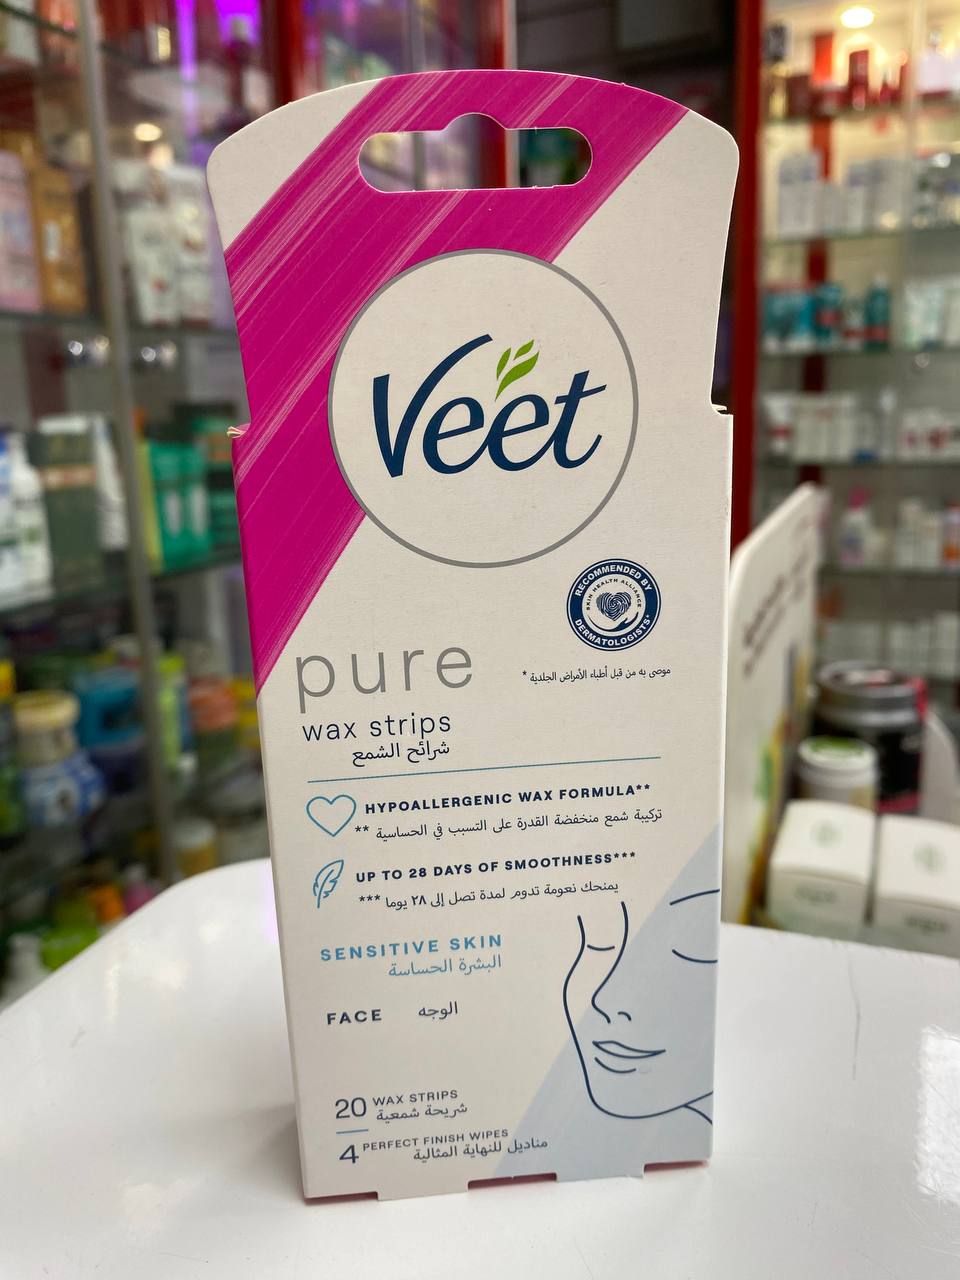 Veet
RECOMMENDED BY
SKIN HEALTH ALLIANCE
DERMATOLOGISTS*
موصى به من قبل أطباء الأمراض الجلدية *
pure
wax strips
شرائح الشمع
HYPOALLERGENIC WAX FORMULA**
تركيبة شمع منخفضة القدرة على التسبب في الحساسية **
UP TO 28 DAYS OF SMOOTHNESS***
يمنحك نعومة تدوم لمدة تصل إلى ٢٨ يوما ***
SENSITIVE SKIN
البشرة الحساسة
FACE الوجه
20 WAX STRIPS
شريحة شمعية
4 PERFECT FINISH WIPES
مناديل للنهاية المثالية